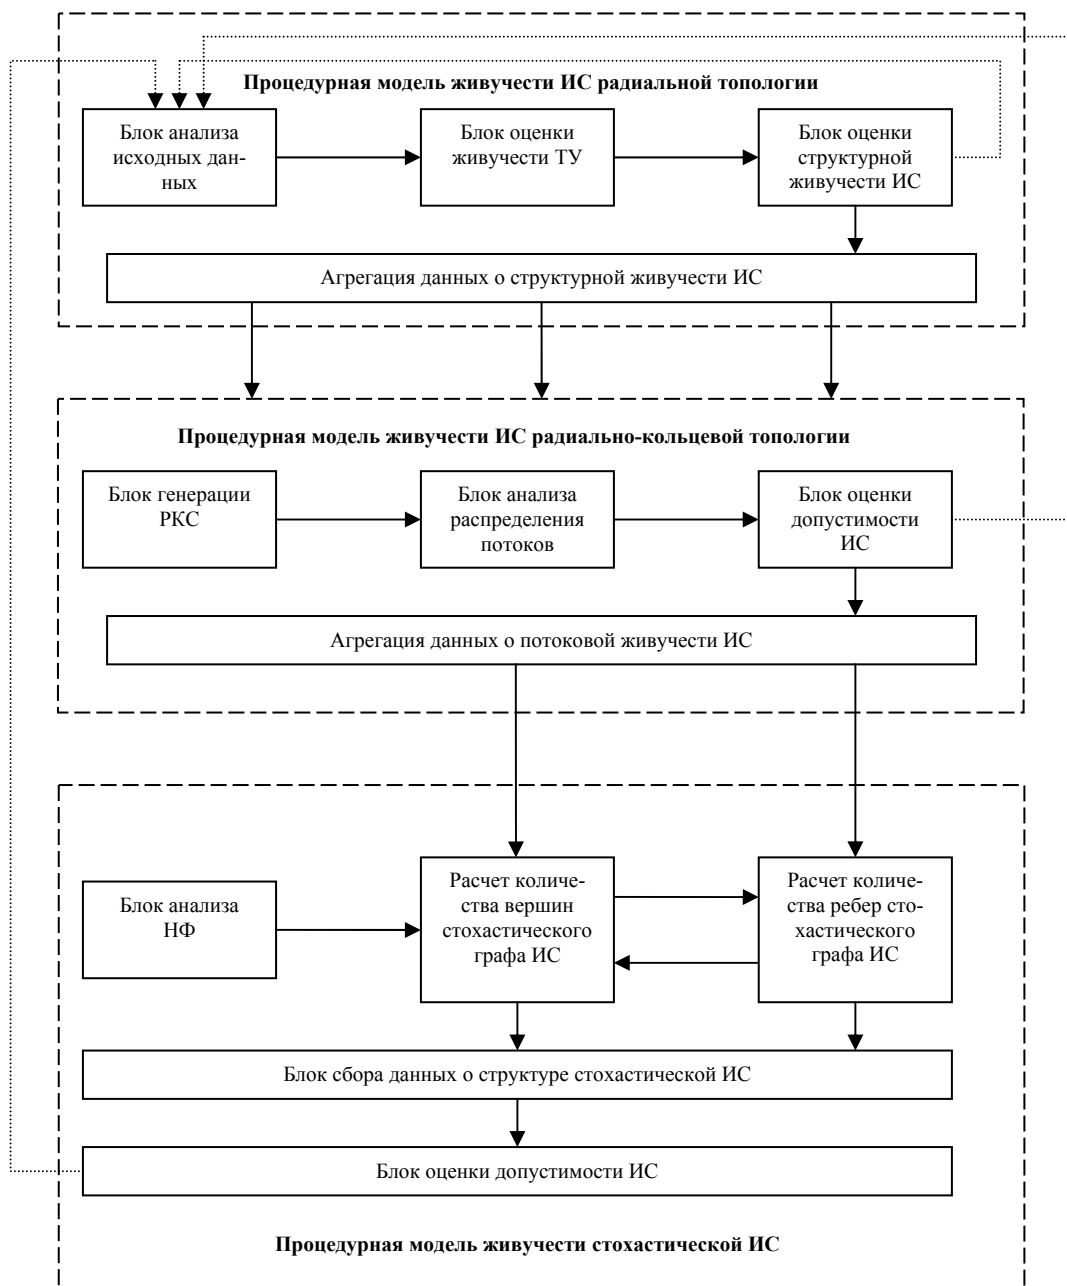 Процедурная модель живучести ИС радиальной топологии
Блок анализа
исходных дан-
ных
Блок оценки
живучести ТУ
Блок оценки
структурной
живучести ИС
Агрегация данных о структурной живучести ИС
Процедурная модель живучести ИС радиально-кольцевой топологии
Блок генерации
РКС
Блок анализа
распределения
потоков
Блок оценки
допустимости
ИС
Агрегация данных о потоковой живучести ИС
Блок анализа
НФ
Расчет количе-
ства вершин
стохастического
графа ИС
Расчет количе-
ства ребер сто-
хастического
графа ИС
Блок сбора данных о структуре стохастической ИС
Блок оценки допустимости ИС
Процедурная модель живучести стохастической ИС